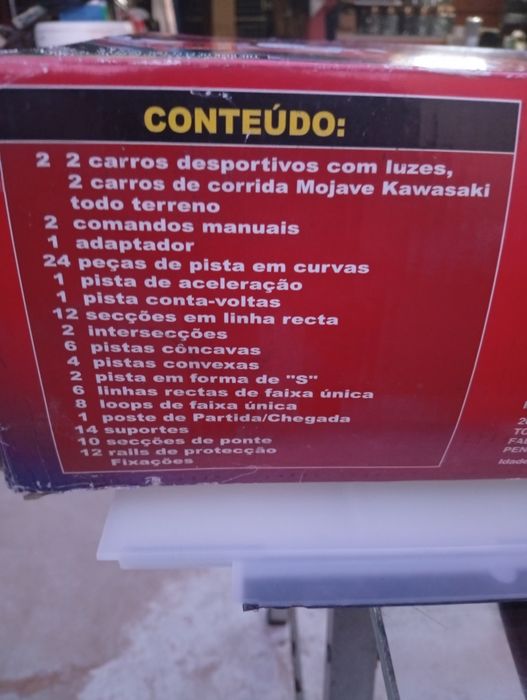 CONTEÚDO:
2 2 carros desportivos com luzes,
2 carros de corrida Mojave Kawasaki
todo terreno
2 comandos manuais
1 adaptador
24 peças de pista em curvas
1 pista de aceleração
1 pista conta-voltas
12 secções em linha recta
2 intersecções
6 pistas côncavas
4 pistas convexas
2 pista em forma de "S"
6 linhas rectas de faixa única
8 loops de faixa única
1 poste de Partida/Chegada
14 suportes
10 secções de ponte
12 rails de protecção
Fixações
TO
FAB
PEN
Idade